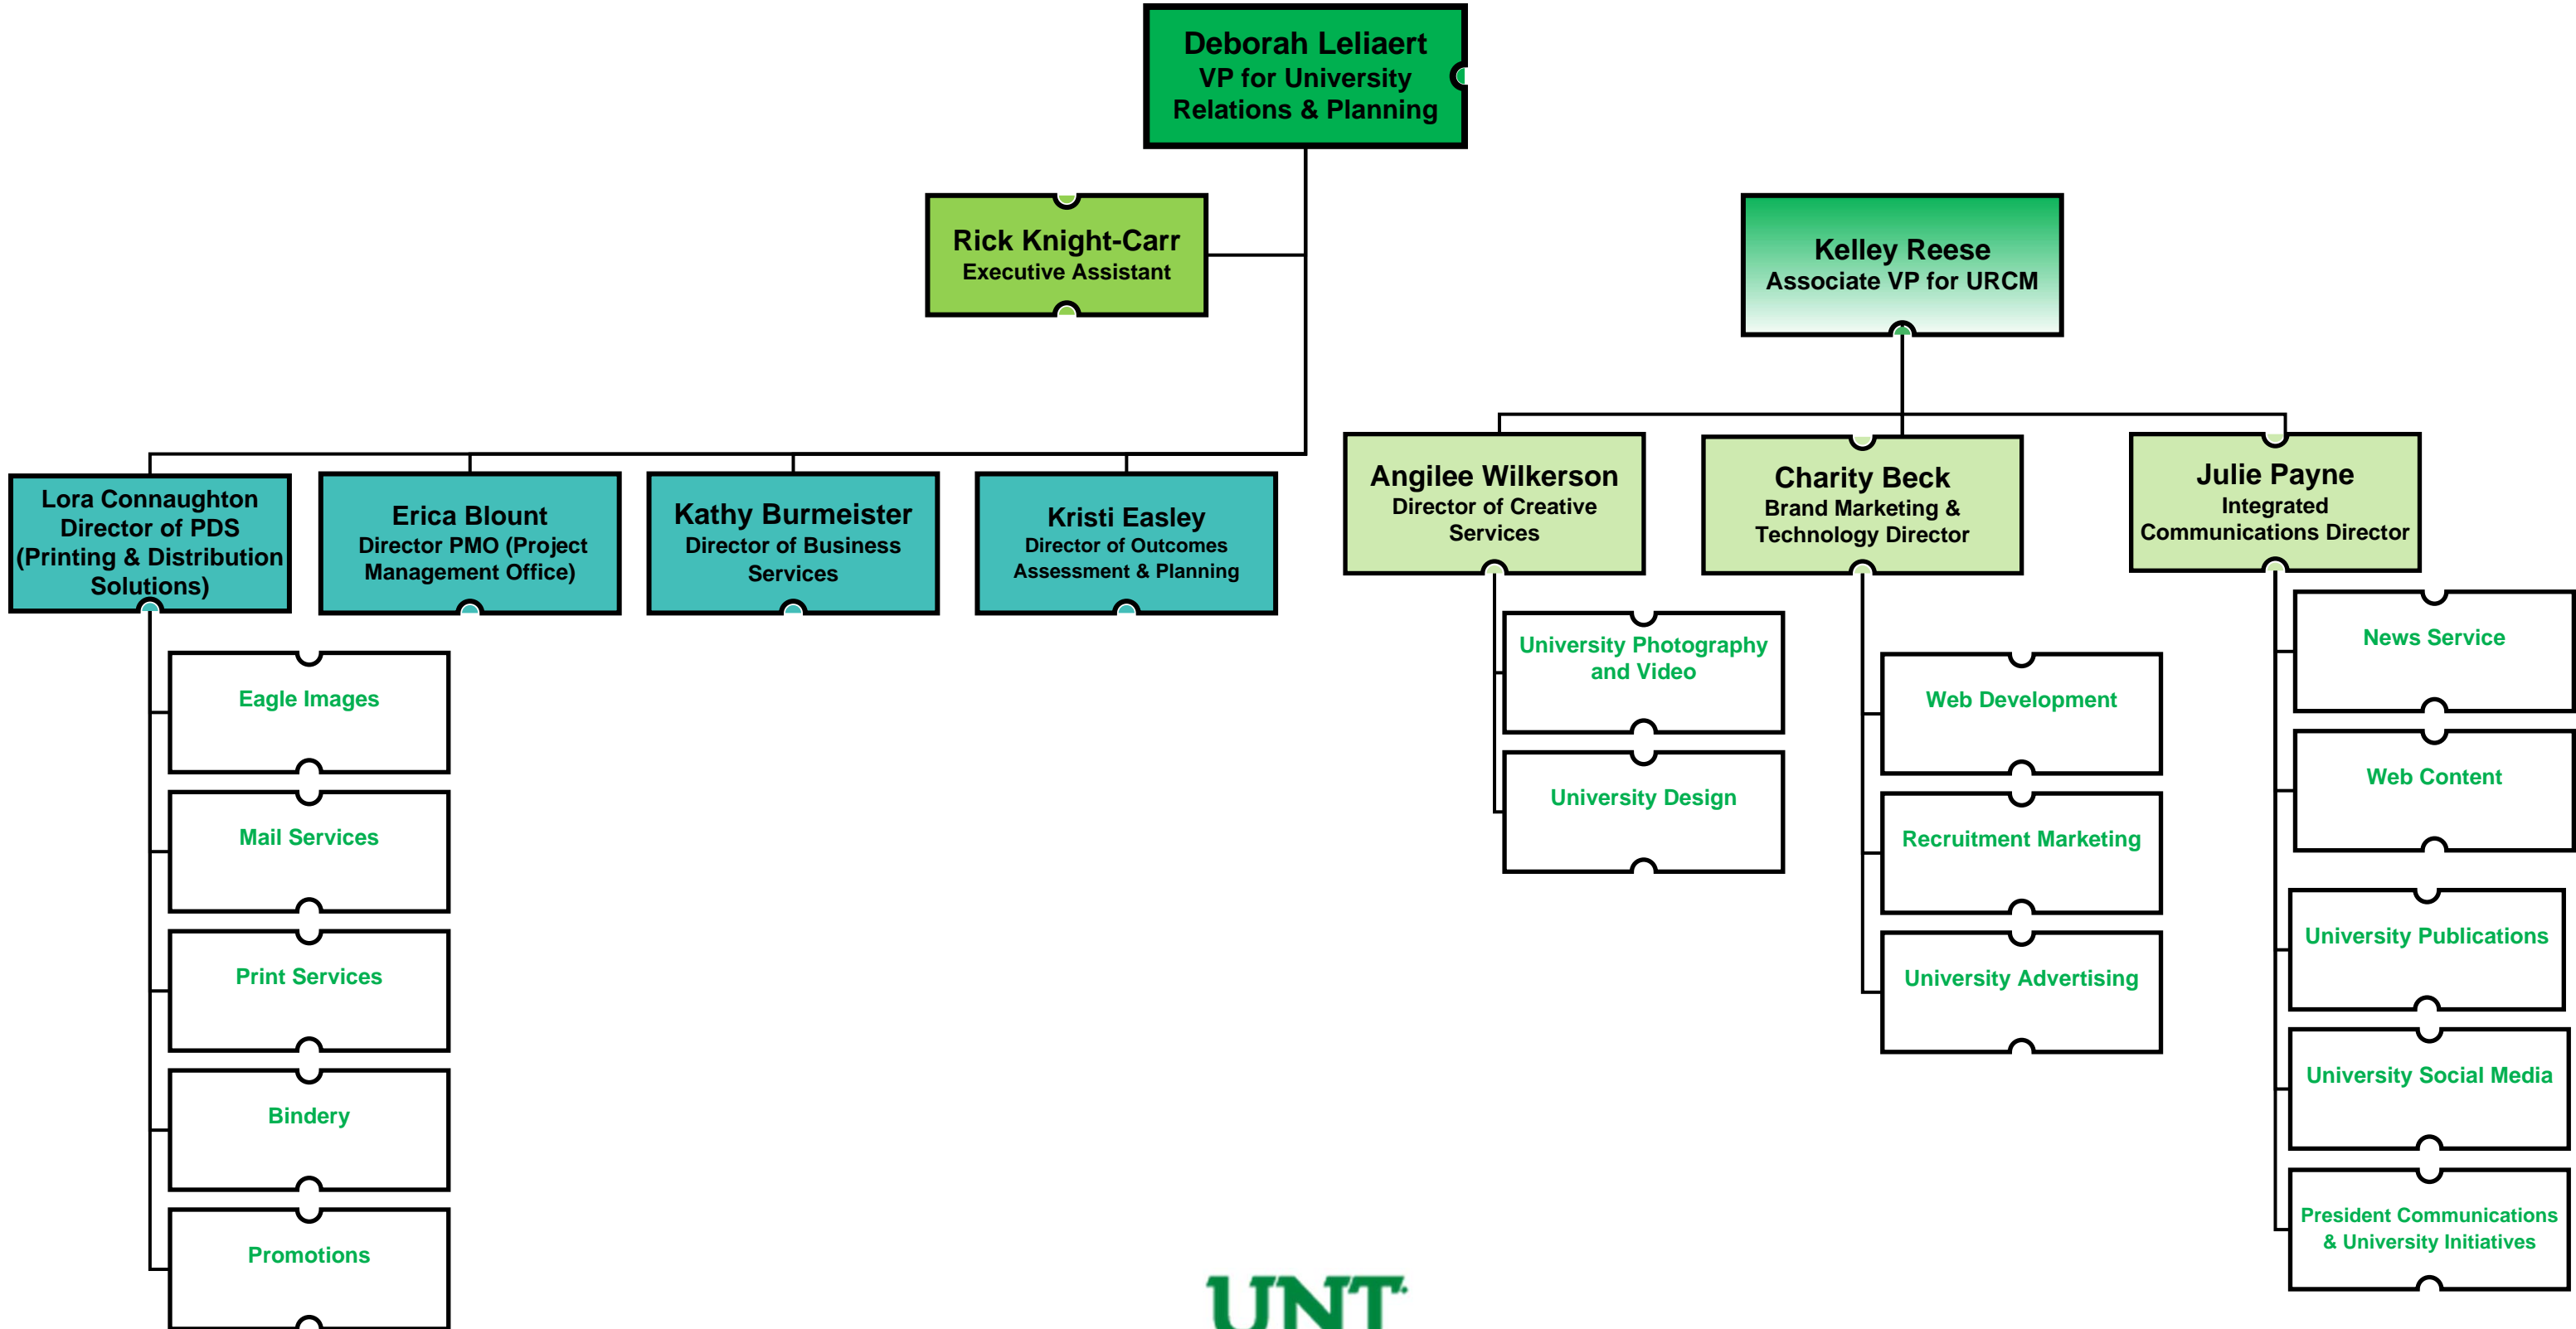 Deborah Leliaert
VP for University
Relations & Planning
Rick Knight-Carr
Executive Assistant
Kelley Reese
Associate VP for URCM
Lora Connaughton
Director of PDS
(Printing & Distribution
Solutions)
Erica Blount
Director PMO (Project
Management Office)
Kathy Burmeister
Director of Business
Services
Kristi Easley
Director of Outcomes
Assessment & Planning
Angilee Wilkerson
Director of Creative
Services
Charity Beck
Brand Marketing &
Technology Director
Julie Payne
Integrated
Communications Director
Eagle Images
Mail Services
Print Services
Bindery
Promotions
University Photography
and Video
University Design
Web Development
Recruitment Marketing
University Advertising
News Service
Web Content
University Publications
University Social Media
President Communications
& University Initiatives
UNT